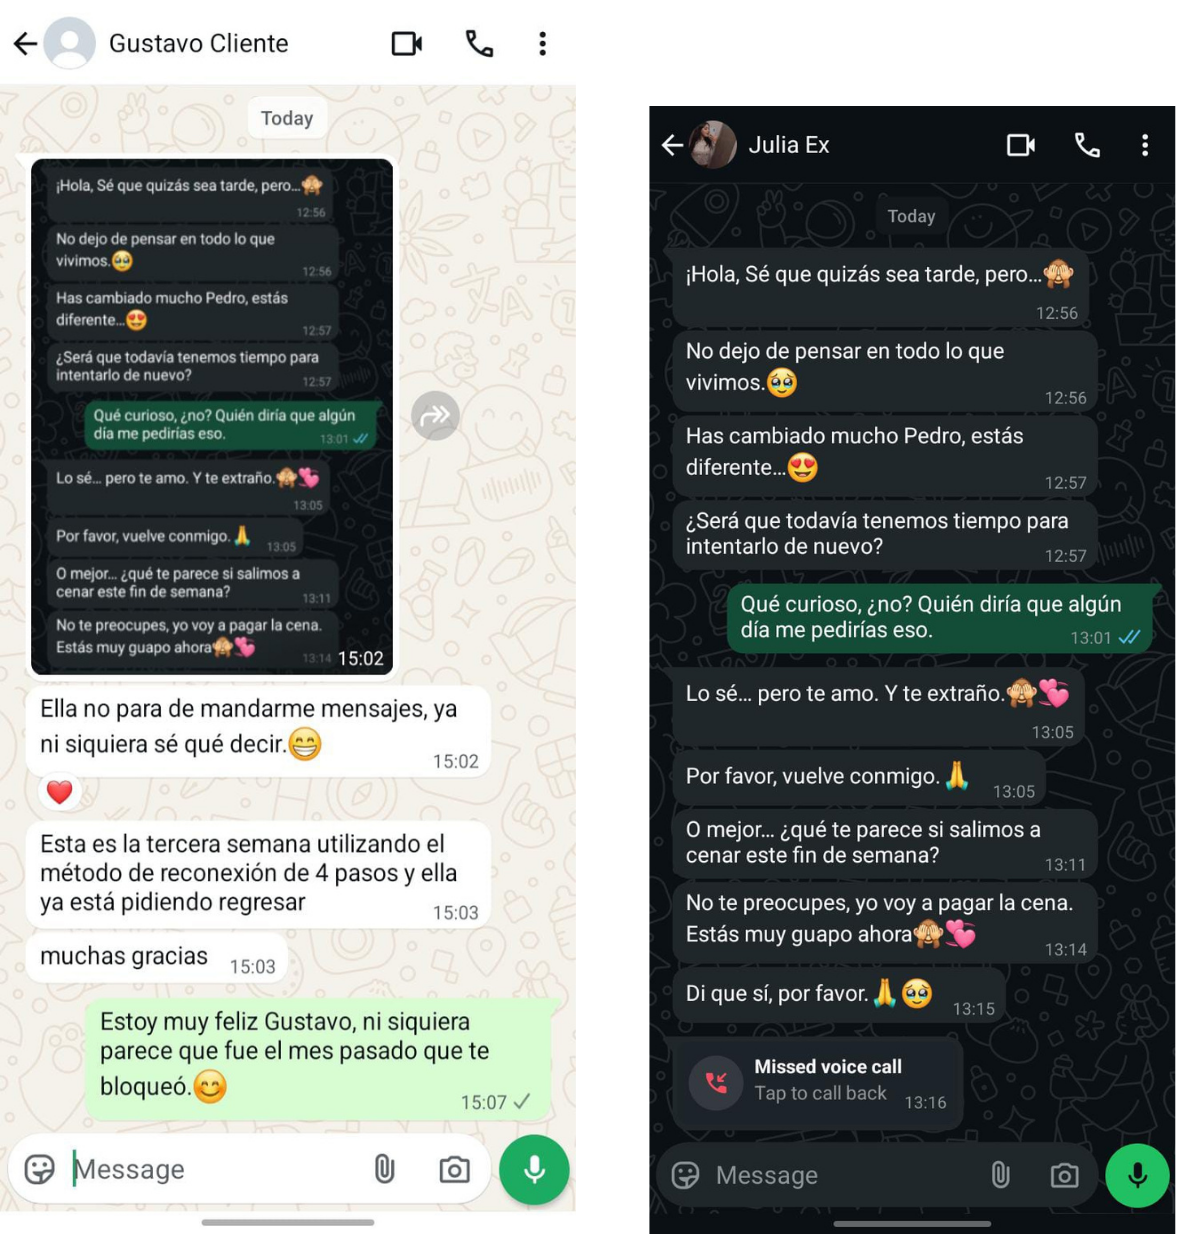 Gustavo Cliente
Today
¡Hola, Sé que quizás sea tarde, pero...🙈
12:56
No dejo de pensar en todo lo que
vivimos.🥹
12:56
Has cambiado mucho Pedro, estás
diferente...😍
12:57
¿Será que todavía tenemos tiempo para
intentarlo de nuevo?
12:57
Qué curioso, ¿no? Quién diría que algún
día me pedirías eso.
13:01
Lo sé... pero te amo. Y te extraño.🙈💞
13:05
Por favor, vuelve conmigo.🙏
13:05
O mejor... ¿qué te parece si salimos a
cenar este fin de semana?
13:11
No te preocupes, yo voy a pagar la cena.
Estás muy guapo ahora🙈💞
13:14
15:02
Ella no para de mandarme mensajes, ya
ni siquiera sé qué decir.😁
15:02
❤️
Esta es la tercera semana utilizando el
método de reconexión de 4 pasos y ella
ya está pidiendo regresar
15:03
muchas gracias
15:03
Estoy muy feliz Gustavo, ni siquiera
parece que fue el mes pasado que te
bloqueó.😊
15:07
Message
Julia Ex
Today
¡Hola, Sé que quizás sea tarde, pero...🙈
12:56
No dejo de pensar en todo lo que
vivimos.🥹
12:56
Has cambiado mucho Pedro, estás
diferente...😍
12:57
¿Será que todavía tenemos tiempo para
intentarlo de nuevo?
12:57
Qué curioso, ¿no? Quién diría que algún
día me pedirías eso.
13:01
Lo sé... pero te amo. Y te extraño.🙈💞
13:05
Por favor, vuelve conmigo.🙏
13:05
O mejor... ¿qué te parece si salimos a
cenar este fin de semana?
13:11
No te preocupes, yo voy a pagar la cena.
Estás muy guapo ahora🙈💞
13:14
Di que sí, por favor.🙏🥹
13:15
Missed voice call
Tap to call back
13:16
Message